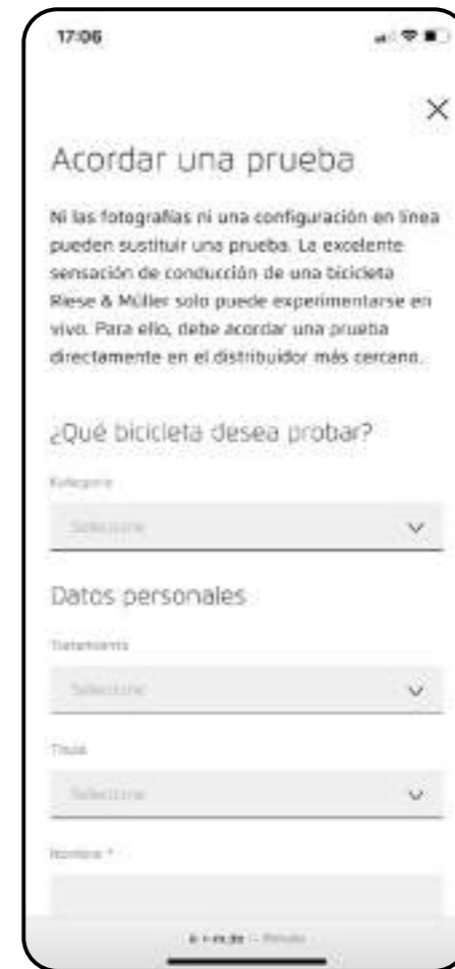 17:06
Acordar una prueba
Ni las fotografías ni una configuración en línea
pueden sustituir una prueba. La excelente
sensación de conducción de una bicicleta
Riese & Müller solo puede experimentarse en
vivo. Para ello, debe acordar una prueba
directamente en el distribuidor más cercano.
¿Qué bicicleta desea probar?
Kategorie
Seleccione
Datos personales
Tratamiento
Seleccione
Seleccione
Nombre *